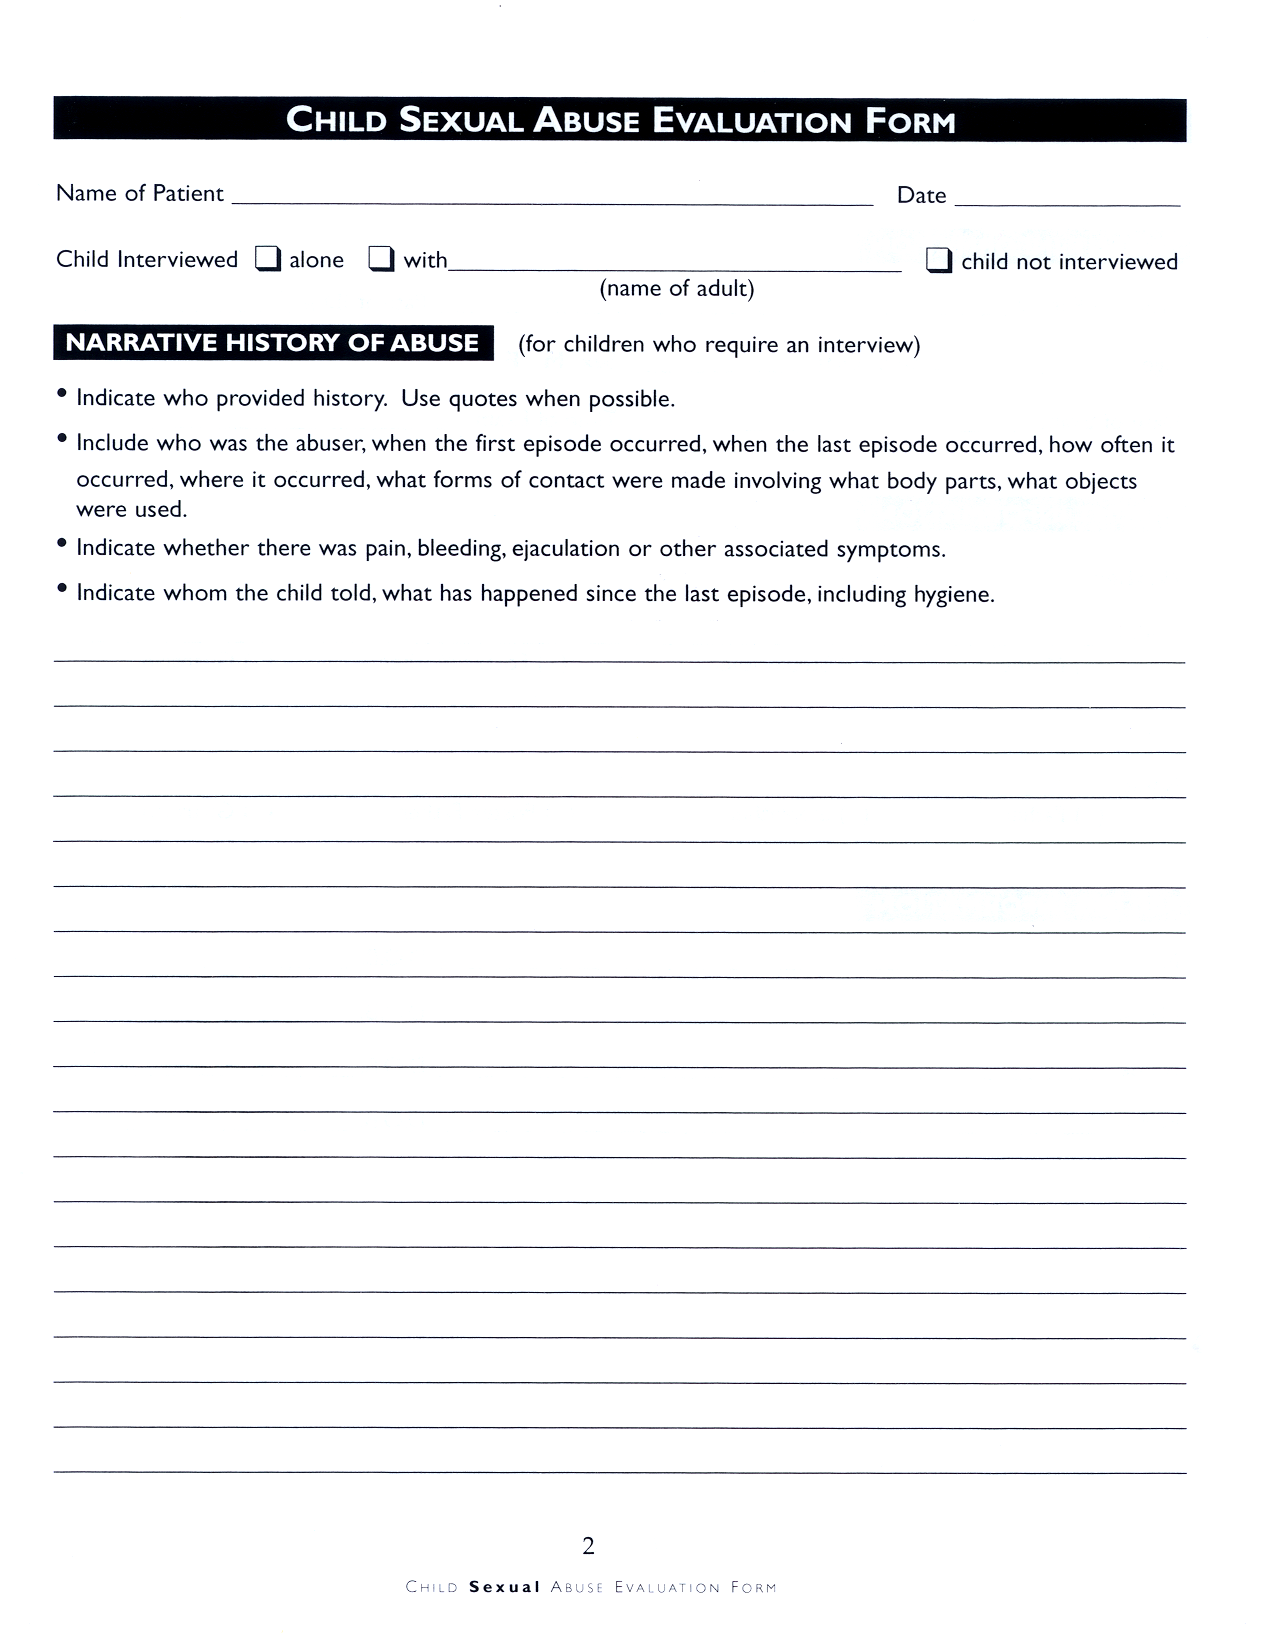 CHILD SEXUAL ABUSE EVALUATION FORM
Name of Patient Date
Child Interviewed alone with child not interviewed
(name of adult)
NARRATIVE HISTORY OF ABUSE (for children who require an interview)
• Indicate who provided history. Use quotes when possible.
• Include who was the abuser, when the first episode occurred, when the last episode occurred, how often it
occurred, where it occurred, what forms of contact were made involving what body parts, what objects
were used.
• Indicate whether there was pain, bleeding, ejaculation or other associated symptoms.
• Indicate whom the child told, what has happened since the last episode, including hygiene.
2
CHILD Sexual ABUSE EVALUATION FORM